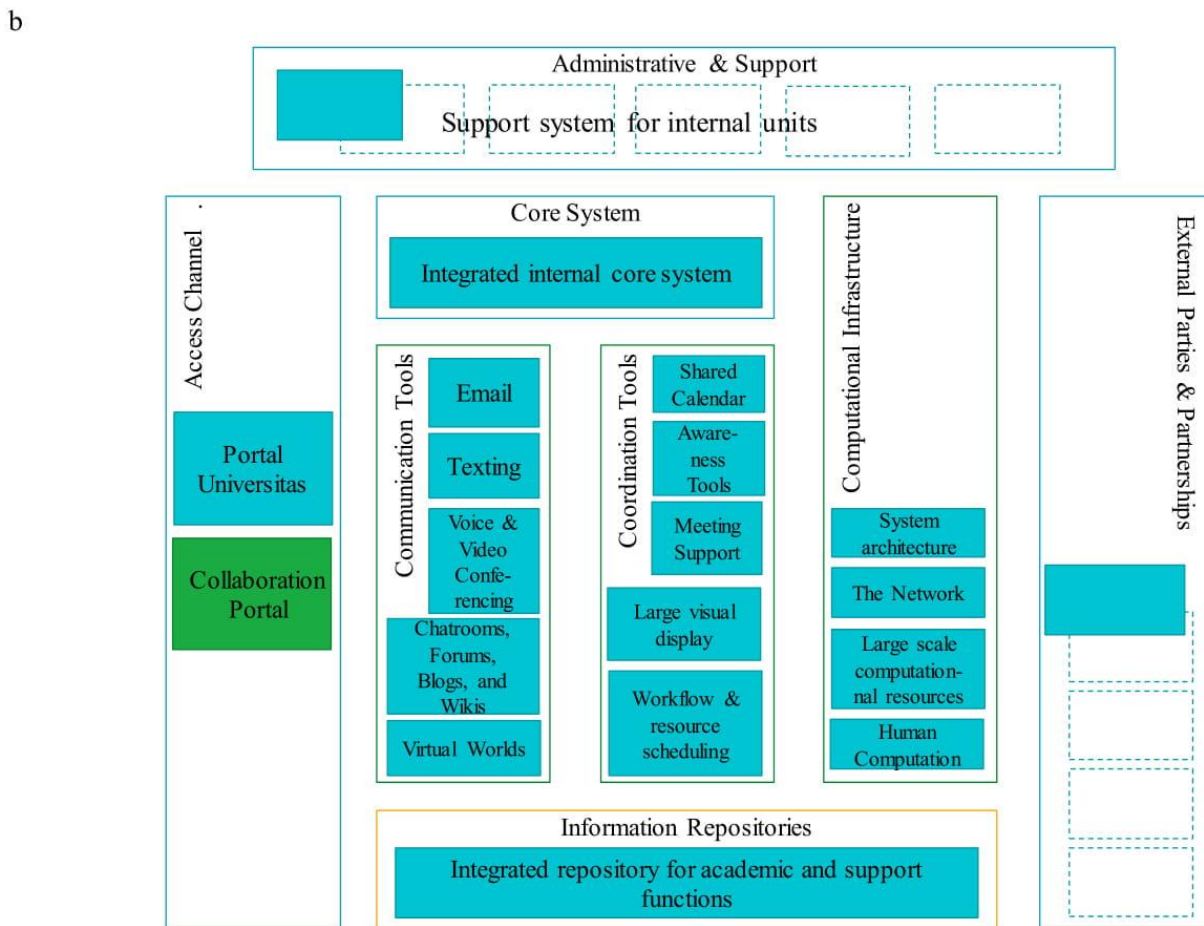 b
Administrative & Support
Support system for internal units
Access Channel .
Portal
Universitas
Collaboration
Portal
Core System
Integrated internal core system
Communication Tools
Email
Texting
Voice &
Video
Confe-
rencing
Chatrooms,
Forums,
Blogs, and
Wikis
Virtual Worlds
Coordination Tools
Shared
Calendar
Aware-
ness
Tools
Meeting
Support
Large visual
display
Workflow &
resource
scheduling
Computational Infrastructure
System
architecture
The Network
Large scale
computation-
nal resources
Human
Computation
External Parties & Partnerships
Information Repositories
Integrated repository for academic and support
functions